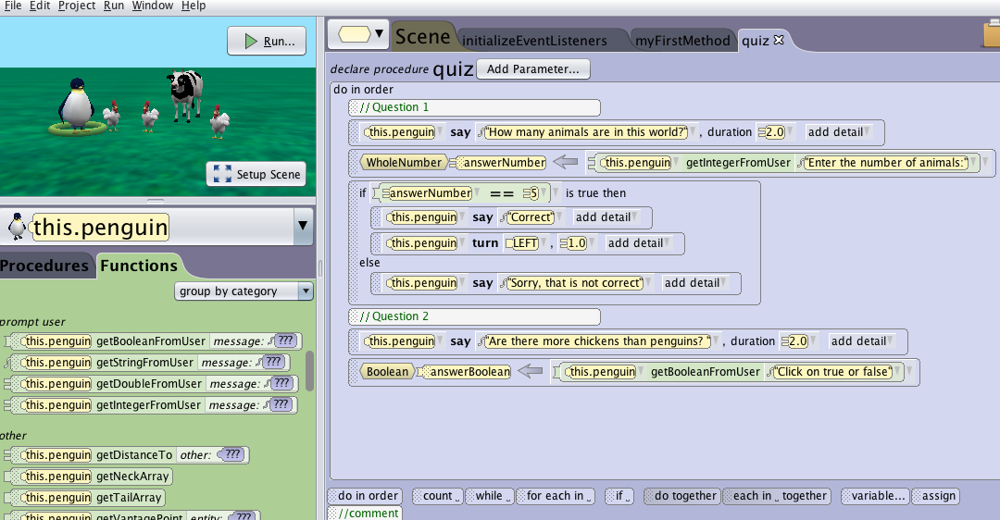 File Edit Project Run Window Help
Run...
Setup Scene
this.penguin
Procedures Functions
group by category
prompt user
this.penguin getBooleanFromUser message: ???
this.penguin getStringFromUser message: ???
this.penguin getDoubleFromUser message: ???
this.penguin getIntegerFromUser message: ???
other
this.penguin getDistanceTo other: ???
this.penguin getNeckArray
this.penguin getTailArray
this.penguin getVantagePoint entity: ???
Scene initializeEventListeners myFirstMethod quiz
declare procedure quiz Add Parameter...
do in order
// Question 1
this.penguin say "How many animals are in this world?" , duration 2.0 add detail
WholeNumber answerNumber this.penguin getIntegerFromUser "Enter the number of animals:"
if answerNumber == 5 is true then
this.penguin say "Correct" add detail
this.penguin turn LEFT , 1.0 add detail
else
this.penguin say "Sorry, that is not correct" add detail
// Question 2
this.penguin say "Are there more chickens than penguins? " , duration 2.0 add detail
Boolean answerBoolean this.penguin getBooleanFromUser "Click on true or false"
do in order count while for each in if do together each in together variable... assign
//comment